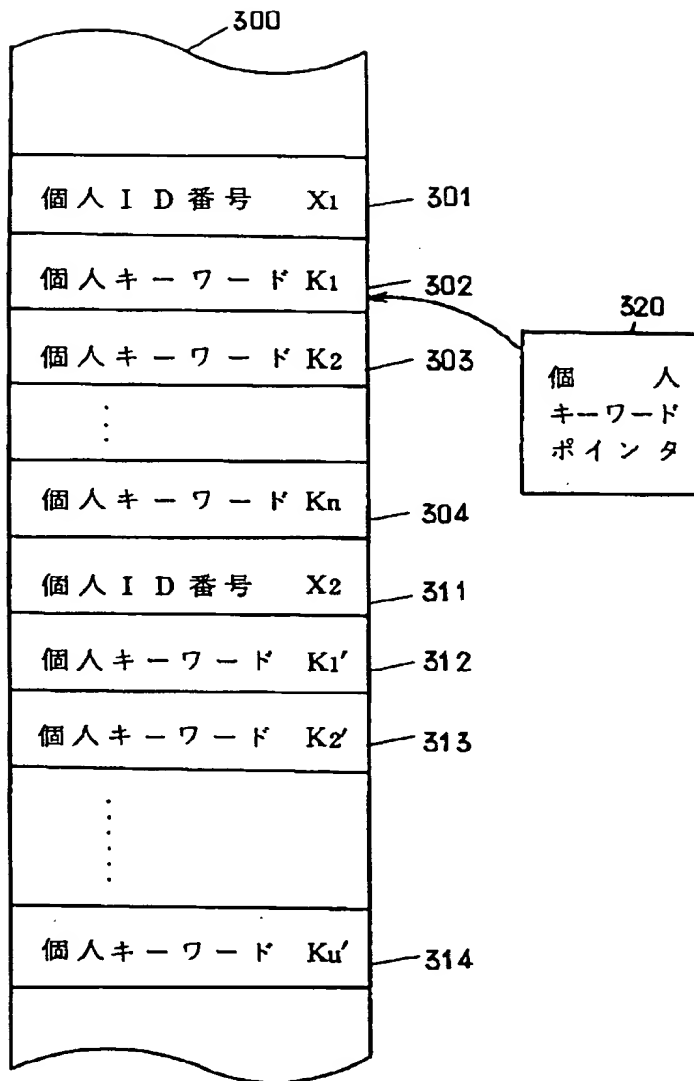 300
個人ID番号 X1
301
個人キーワード K1
302
個人キーワード K2
303
320
個人
キーワード
ポインタ
個人キーワード Kn
304
個人ID番号 X2
311
個人キーワード K1′
312
個人キーワード K2′
313
個人キーワード Ku′
314